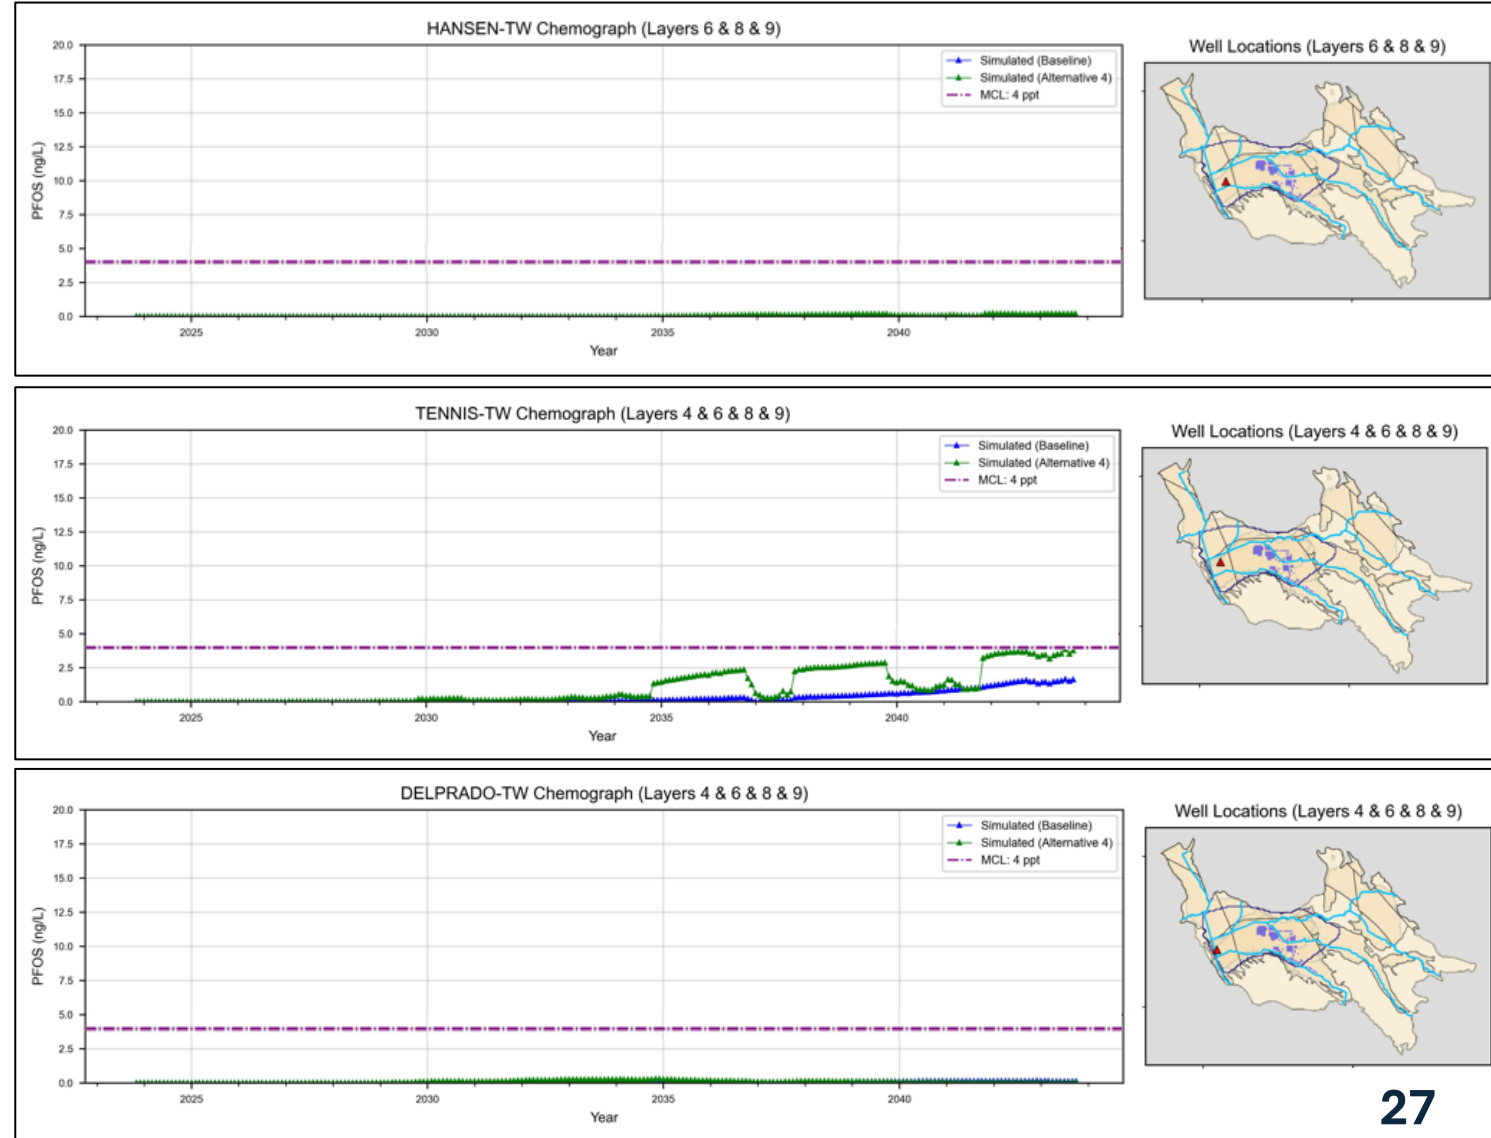 HANSEN-TW Chemograph (Layers 6 & 8 & 9)
Well Locations (Layers 6 & 8 & 9)
Simulated (Baseline)
Simulated (Alternative 4)
MCL: 4 ppt
PFOS (ng/L)
20.0
17.5
15.0
12.5
10.0
7.5
5.0
2.5
0.0
2025 2030 2035 2040
Year
TENNIS-TW Chemograph (Layers 4 & 6 & 8 & 9)
Well Locations (Layers 4 & 6 & 8 & 9)
Simulated (Baseline)
Simulated (Alternative 4)
MCL: 4 ppt
PFOS (ng/L)
20.0
17.5
15.0
12.5
10.0
7.5
5.0
2.5
0.0
2025 2030 2035 2040
Year
DELPRADO-TW Chemograph (Layers 4 & 6 & 8 & 9)
Well Locations (Layers 4 & 6 & 8 & 9)
Simulated (Baseline)
Simulated (Alternative 4)
MCL: 4 ppt
PFOS (ng/L)
20.0
17.5
15.0
12.5
10.0
7.5
5.0
2.5
0.0
2025 2030 2035 2040
Year
27